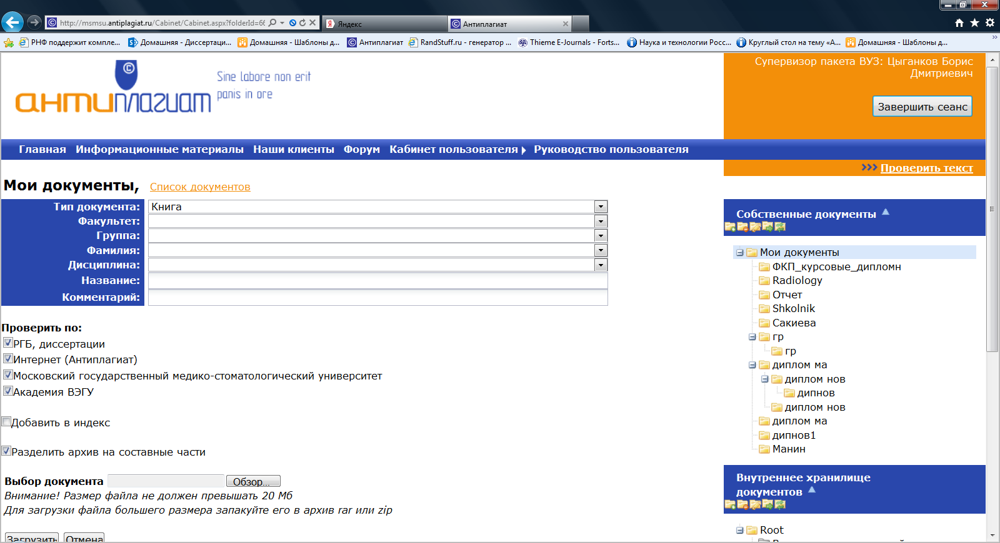 http://msmsu.antiplagiat.ru/Cabinet/Cabinet.aspx?folderId=66
Яндекс
Антиплагиат
РНФ поддержит компле...
Домашняя - Диссертаци...
Домашняя - Шаблоны д...
Антиплагиат
RandStuff.ru - генератор ...
Thieme E-Journals - Forts...
Наука и технологии Росс...
Круглый стол на тему «А...
Домашняя - Шаблоны д...
антиплагиат
Sine labore non erit
panis in ore
Супервизор пакета ВУЗ: Цыганков Борис
Дмитриевич
Завершить сеанс
Главная Информационные материалы Наши клиенты Форум Кабинет пользователя Руководство пользователя
>>> Проверить текст
Мои документы, Список документов
Тип документа: Книга
Факультет:
Группа:
Фамилия:
Дисциплина:
Название:
Комментарий:
Проверить по:
РГБ, диссертации
Интернет (Антиплагиат)
Московский государственный медико-стоматологический университет
Академия ВЭГУ
Добавить в индекс
Разделить архив на составные части
Выбор документа Обзор...
Внимание! Размер файла не должен превышать 20 Мб
Для загрузки файла большего размера запакуйте его в архив rar или zip
Загрузить Отмена
Собственные документы
Мои документы
ФКП_курсовые_дипломн
Radiology
Отчет
Shkolnik
Сакиева
гр
гр
диплом ма
диплом нов
дипнов
диплом нов
диплом ма
дипнов1
Манин
Внутреннее хранилище
документов
Root